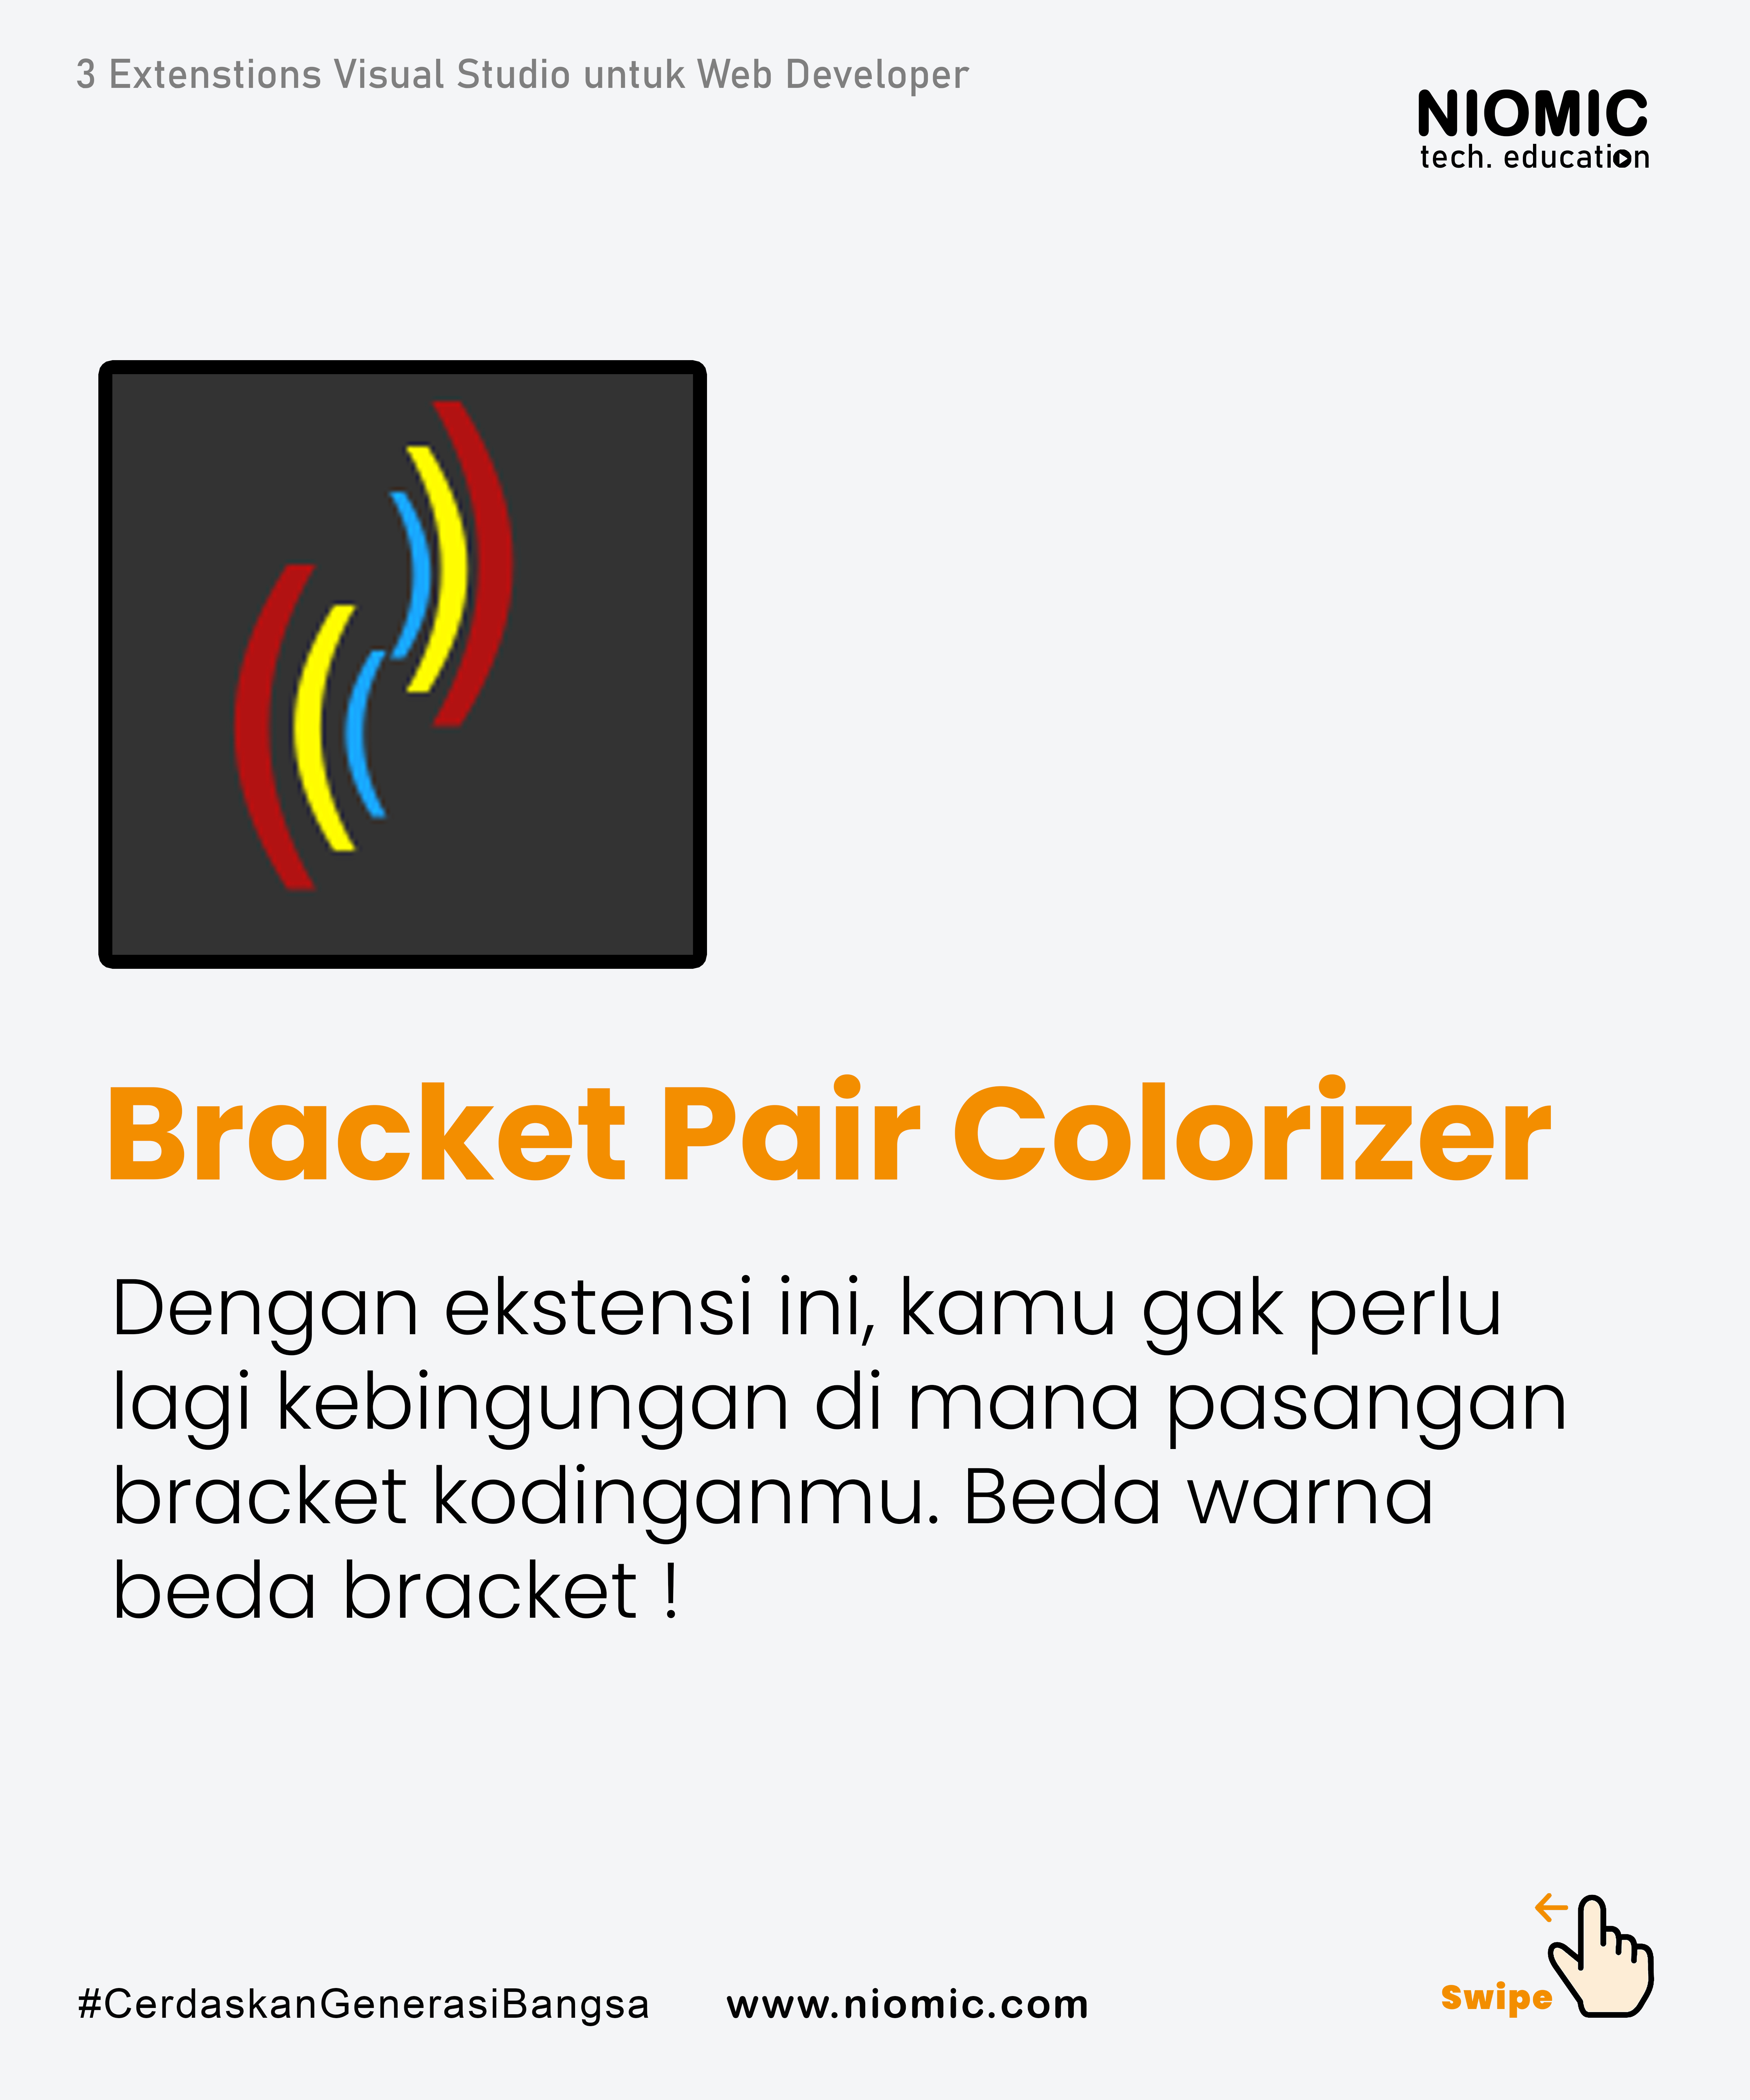 3 Extenstions Visual Studio untuk Web Developer
NIOMIC
tech. education
Bracket Pair Colorizer
Dengan ekstensi ini, kamu gak perlu
lagi kebingungan di mana pasangan
bracket kodinganmu. Beda warna
beda bracket !
#CerdaskanGenerasiBangsa
www.niomic.com
Swipe